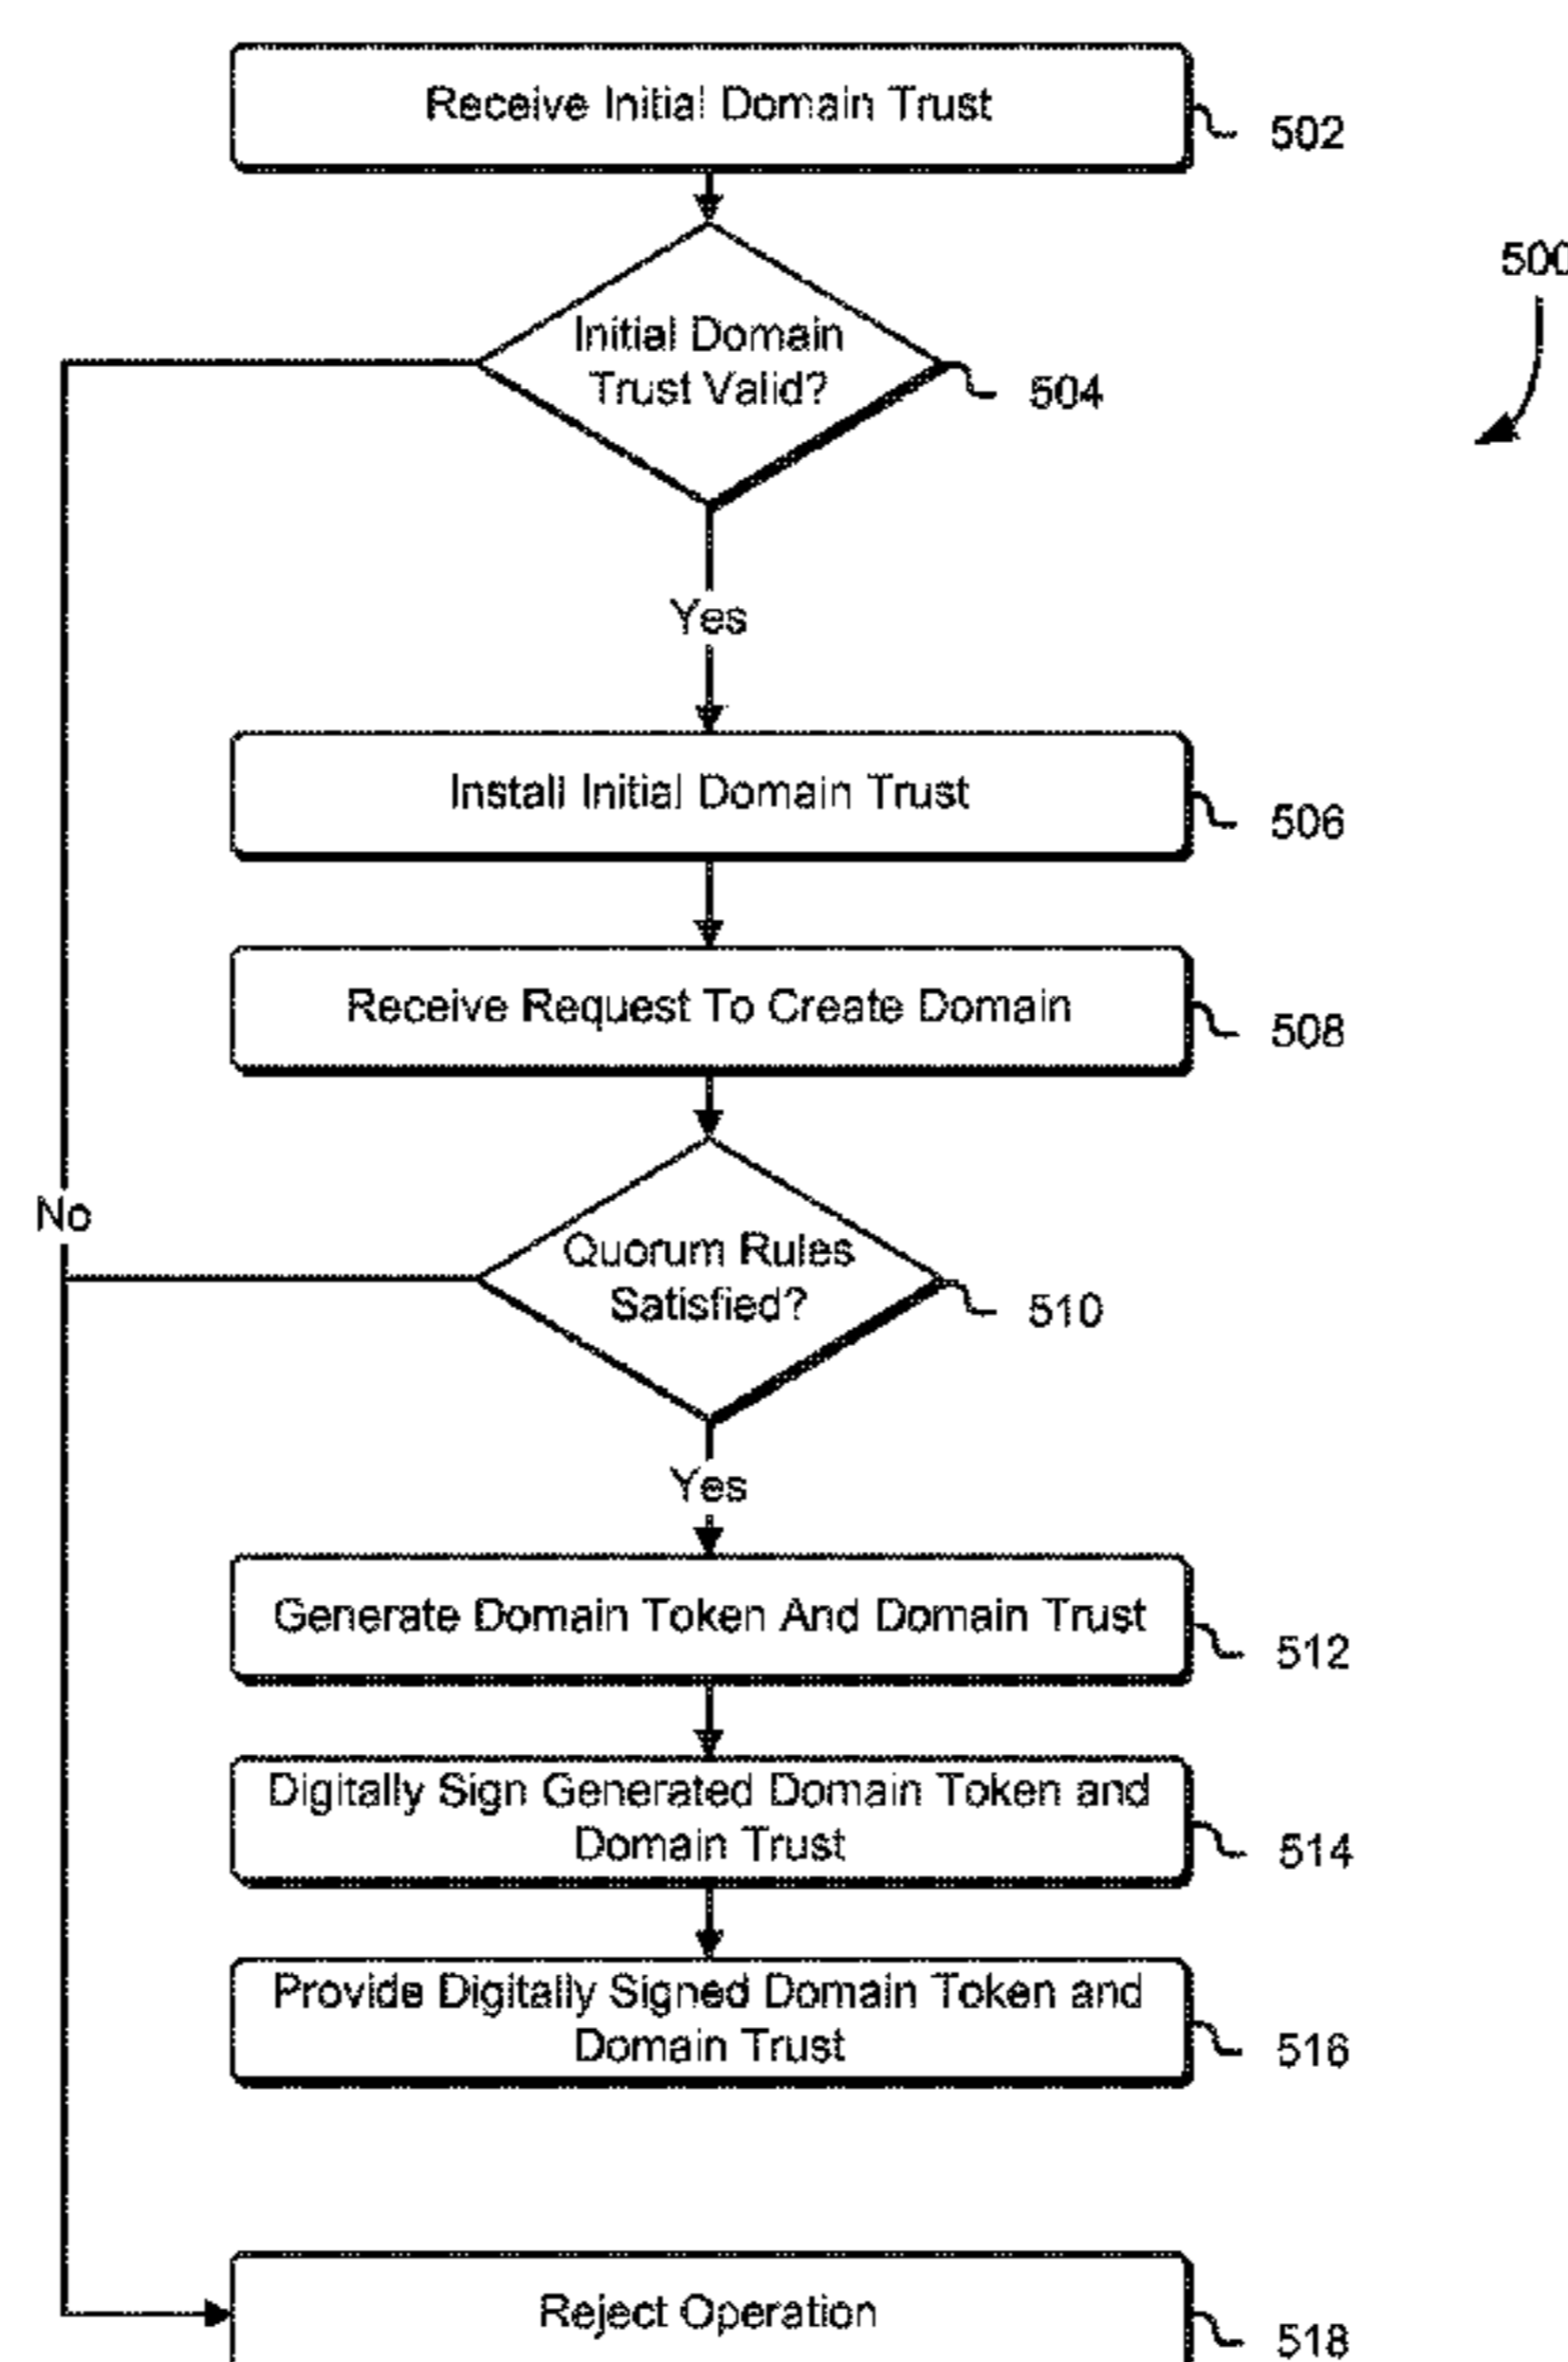 Receive Initial Domain Trust
502
500
Initial Domain
Trust Valid?
504
Yes
Install Initial Domain Trust
506
Receive Request To Create Domain
508
No
Quorum Rules
Satisfied?
510
Yes
Generate Domain Token And Domain Trust
512
Digitally Sign Generated Domain Token and
Domain Trust
514
Provide Digitally Signed Domain Token and
Domain Trust
516
Reject Operation
518